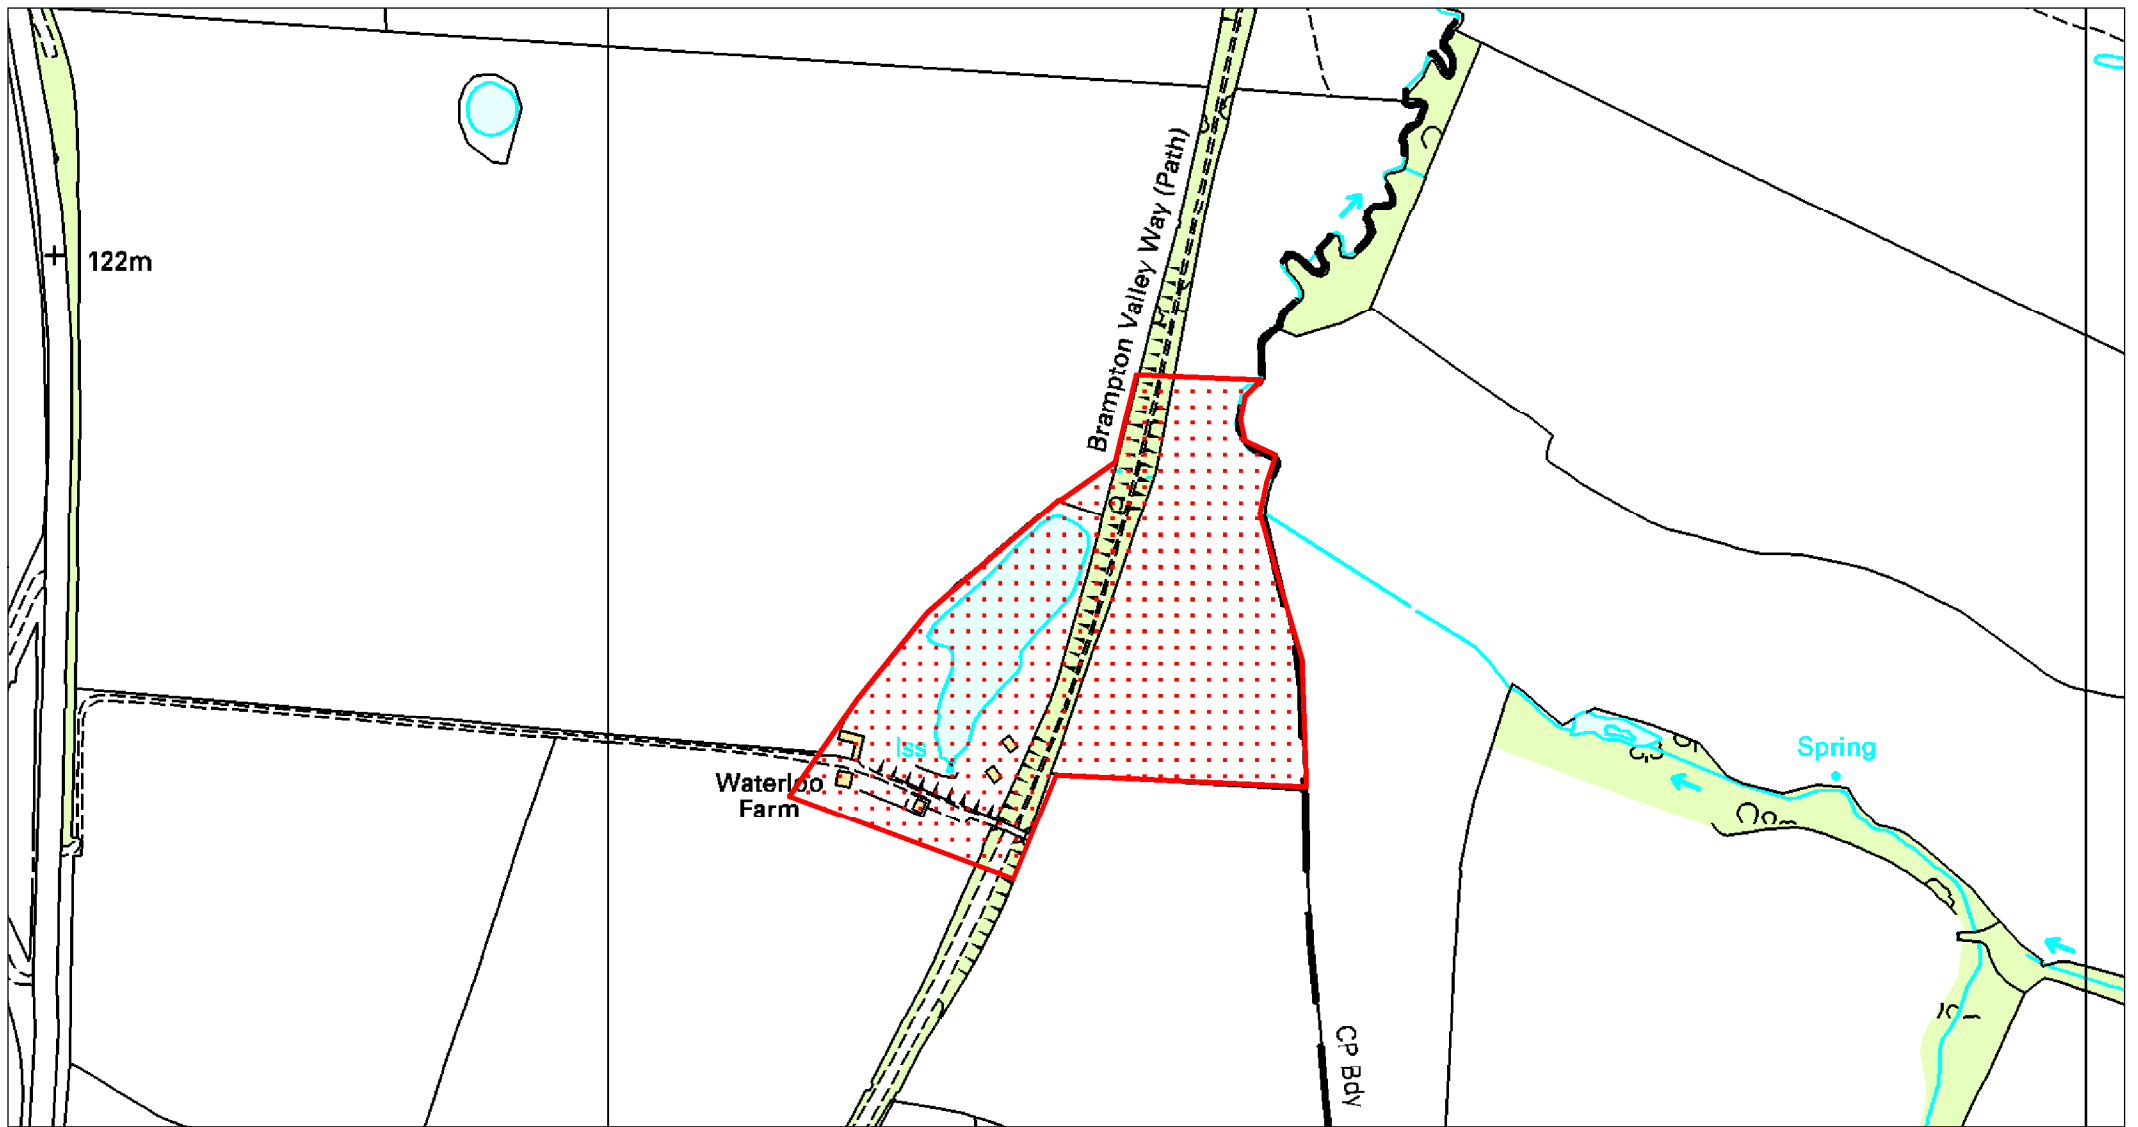 Brampton Valley Way (Path)
122m
Iss
Waterloo
Farm
Spring
CP Bdy